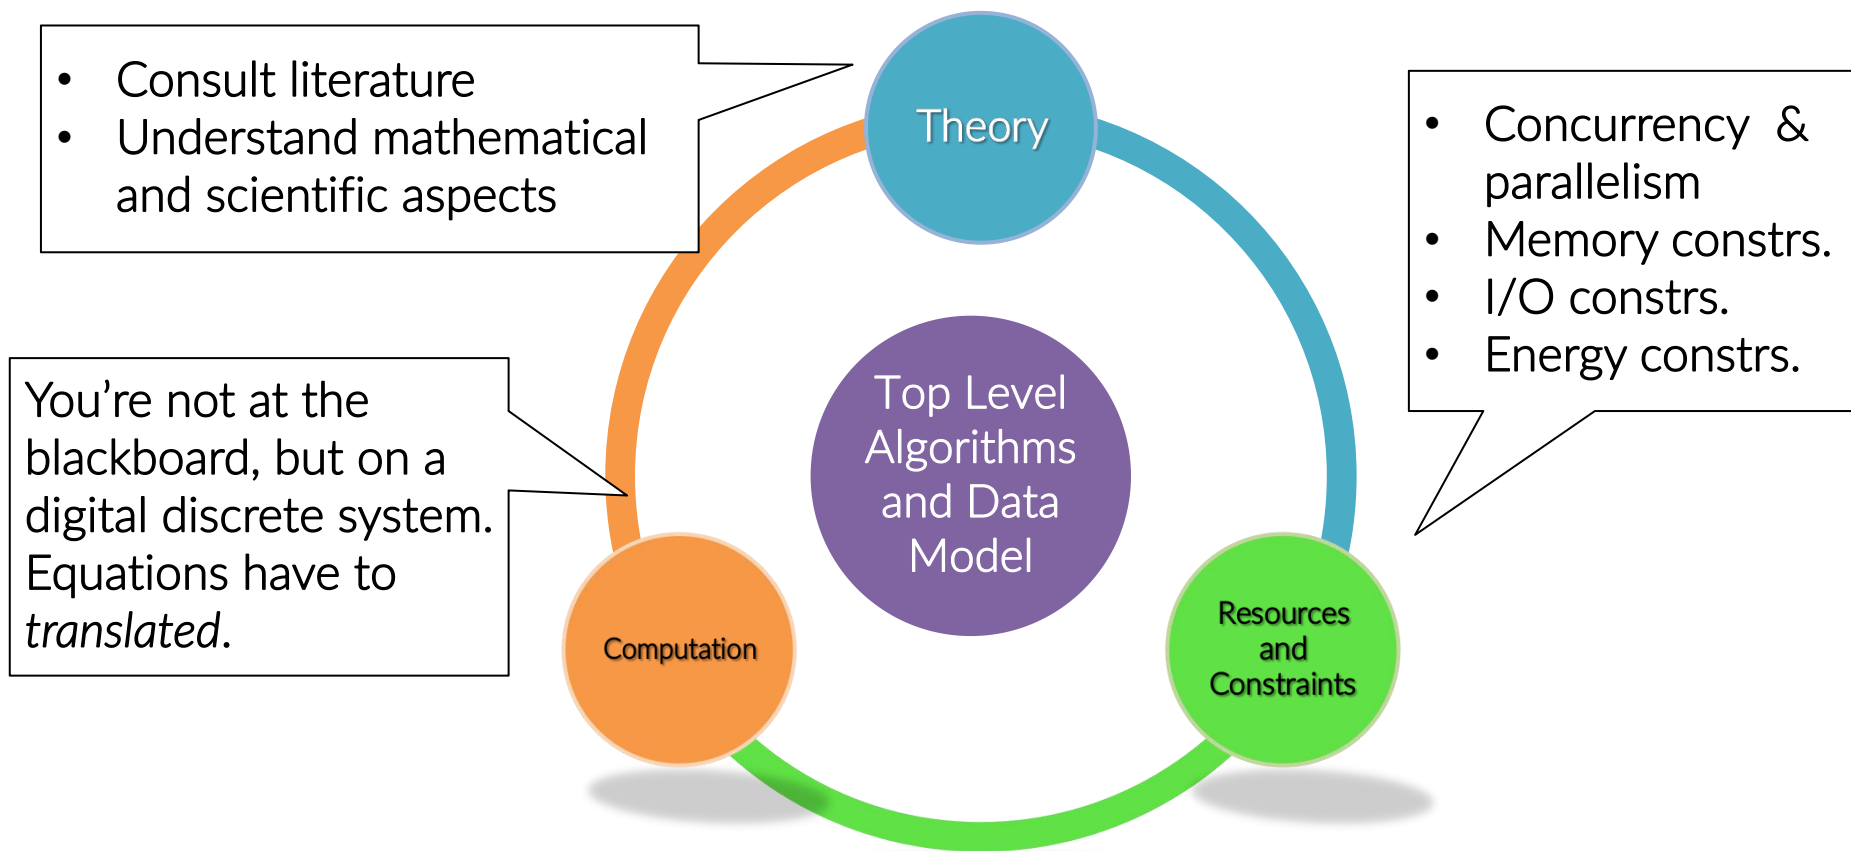 • Consult literature
• Understand mathematical
and scientific aspects
Theory
• Concurrency  &
parallelism
• Memory constrs.
• I/O constrs.
• Energy constrs.
You’re not at the
blackboard, but on a
digital discrete system.
Equations have to
translated.
Top Level
Algorithms
and Data
Model
Computation
Resources
and
Constraints